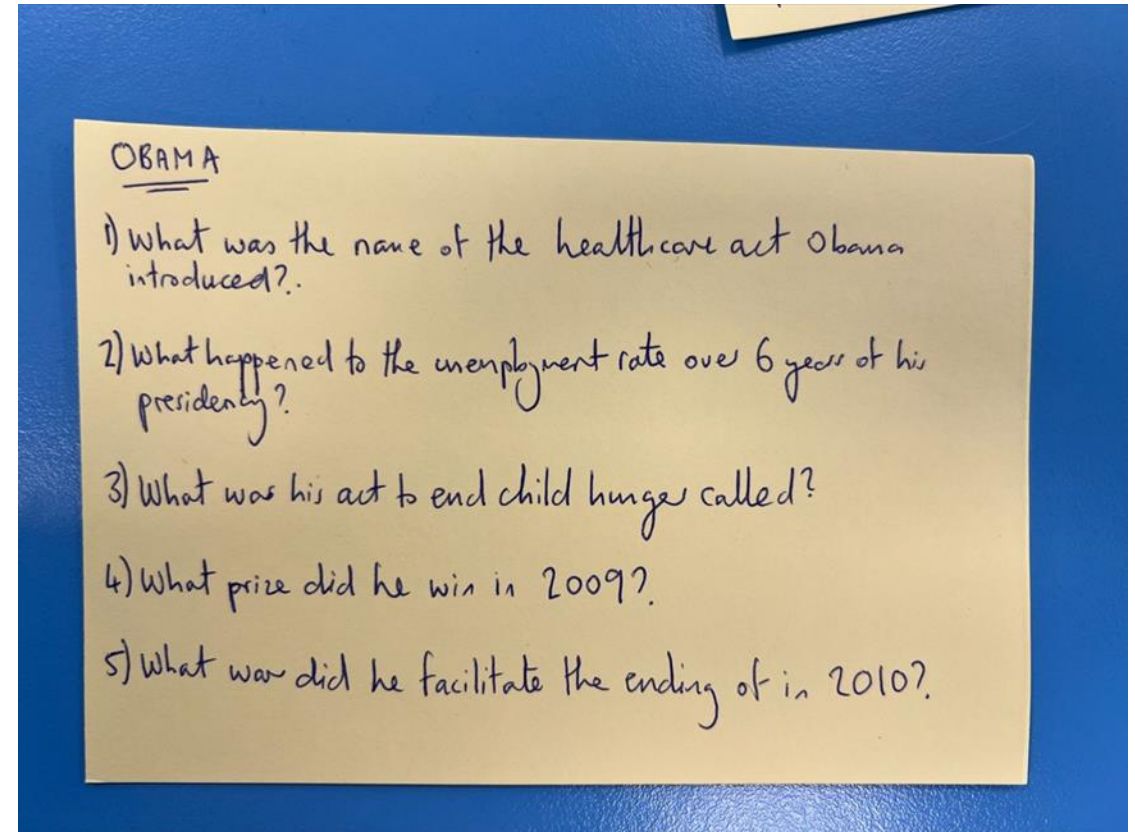 OBAMA
1) What was the name of the healthcare act Obama
introduced?.
2) What happened to the unemployment rate over 6 years of his
presidency?
3) What was his act to end child hunger called?
4) What prize did he win in 2009?
5) What war did he facilitate the ending of in 2010?